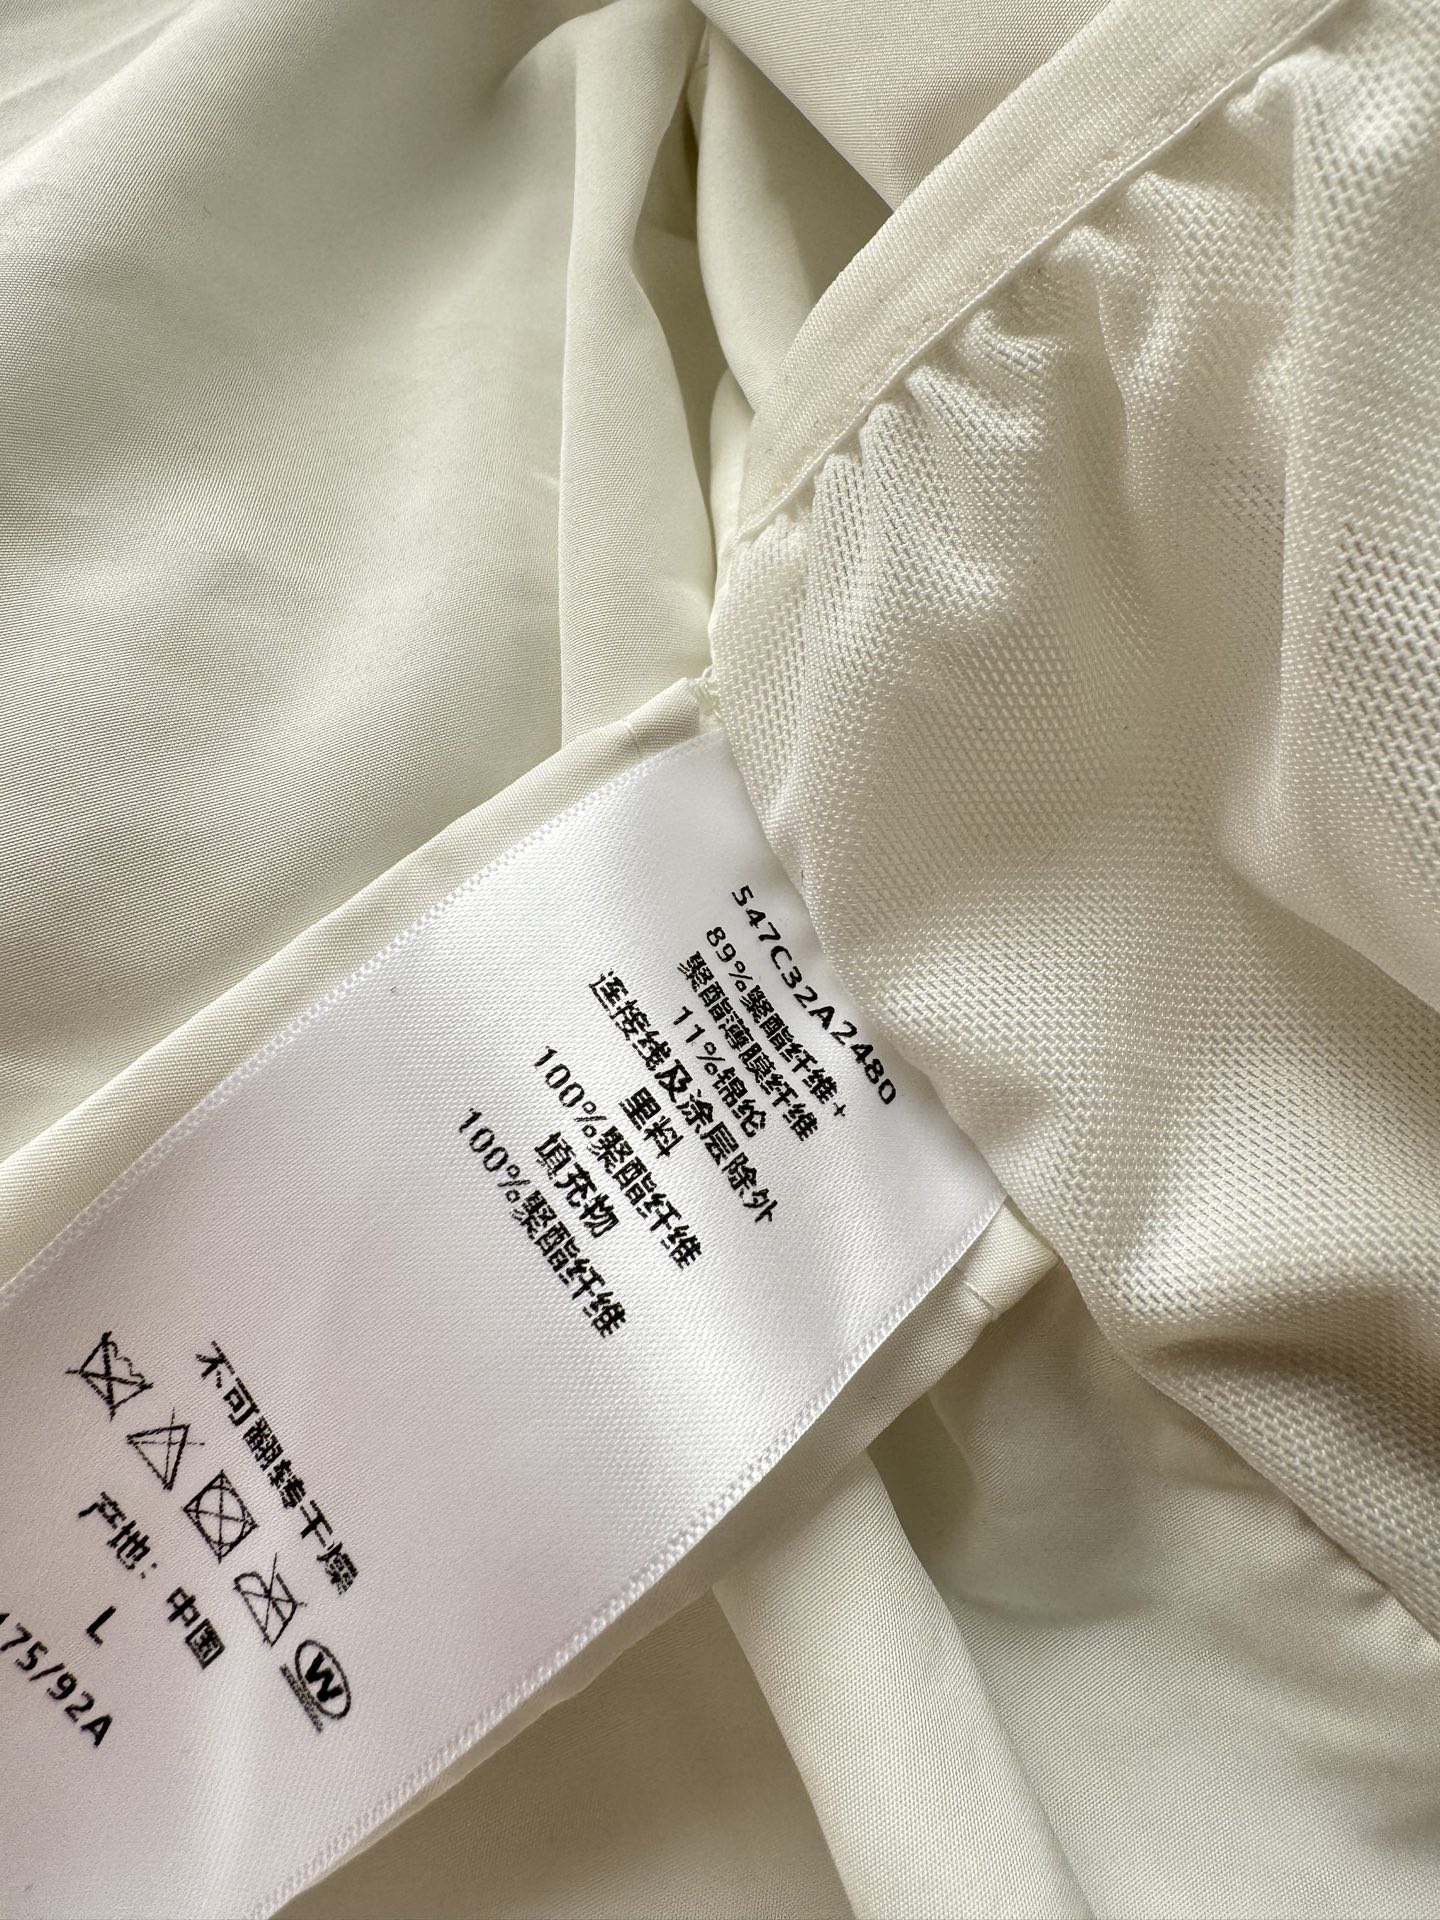 547C32A2480
89%聚酯纤维+
聚酯薄膜纤维
11%锦纶
连接线及涂层除外
里料
100%聚酯纤维
填充物
100%聚酯纤维
不可翻转干燥
W
产地：中国
L
175/92A